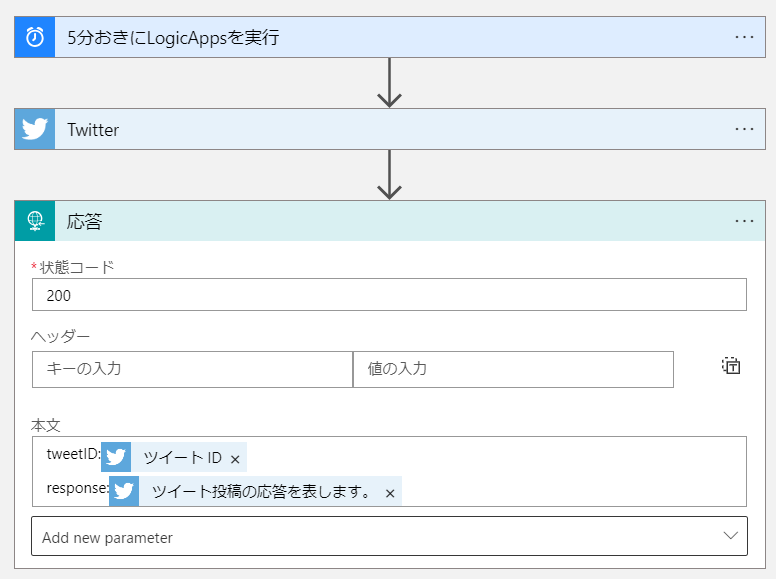 5分おきにLogicAppsを実行
Twitter
応答
*状態コード
200
ヘッダー
キーの入力 値の入力
本文
tweetID: ツイート ID ×
response: ツイート投稿の応答を表します。 ×
Add new parameter